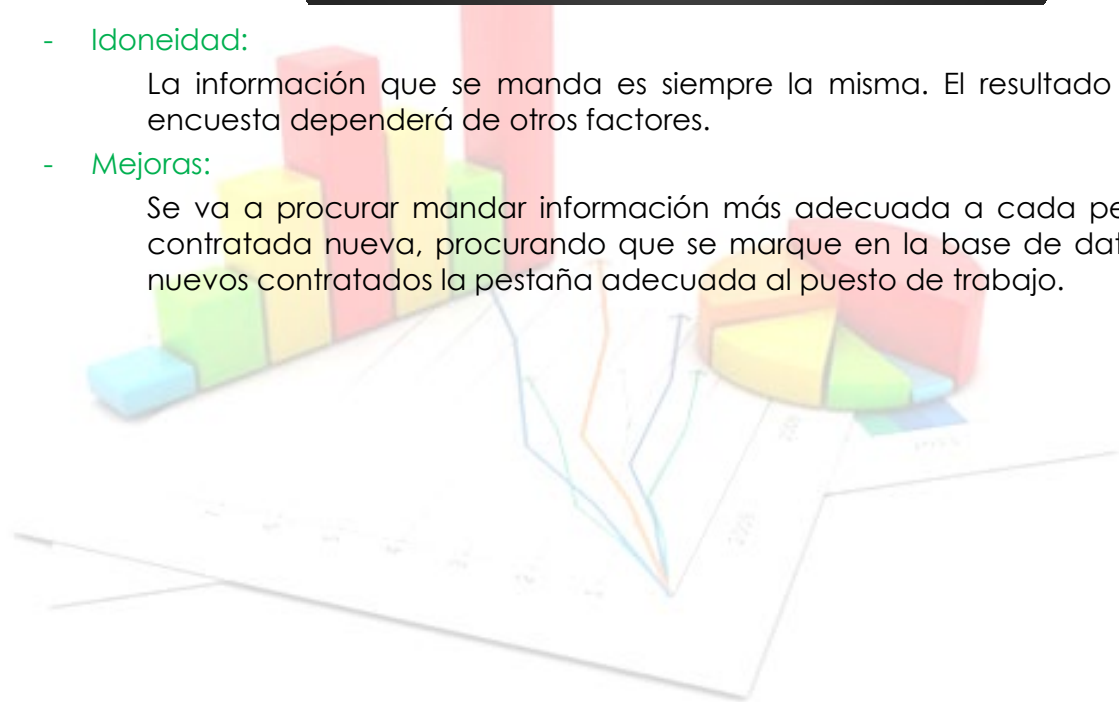 - Idoneidad:
La información que se manda es siempre la misma. El resultado
encuesta dependerá de otros factores.
- Mejoras:
Se va a procurar mandar información más adecuada a cada pe
contratada nueva, procurando que se marque en la base de dat
nuevos contratados la pestaña adecuada al puesto de trabajo.